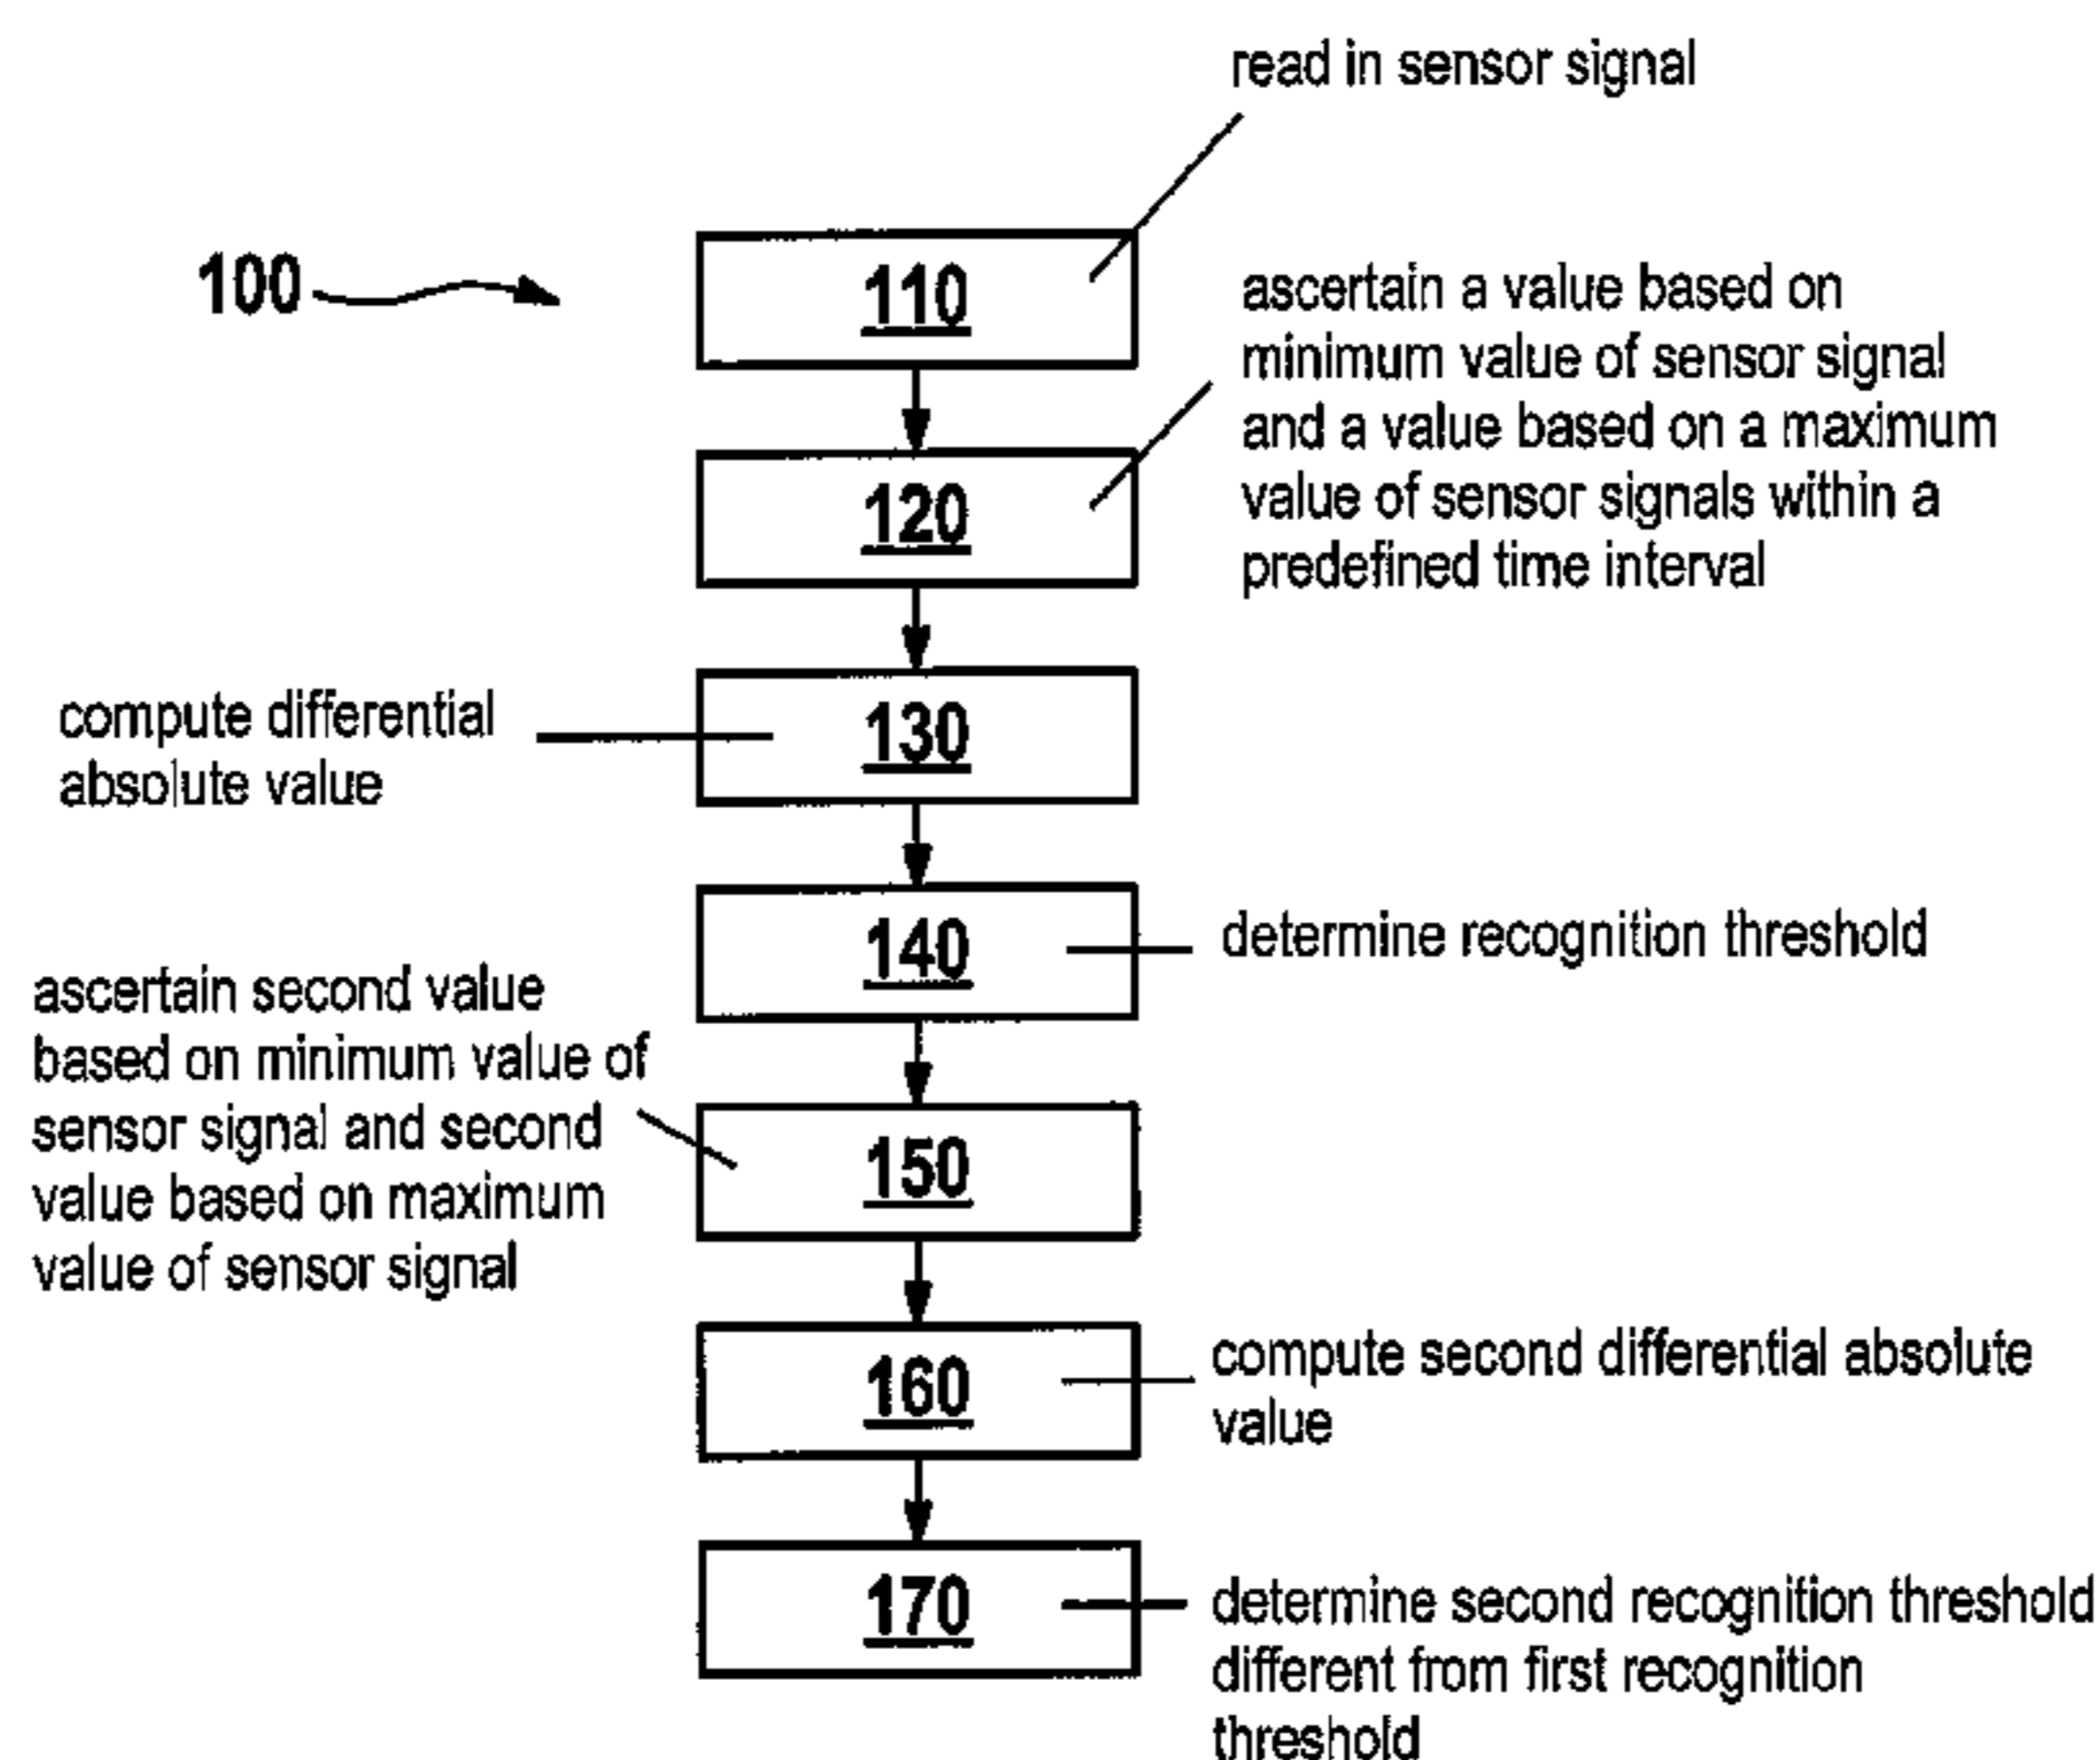 read in sensor signal
100
110
ascertain a value based on
minimum value of sensor signal
and a value based on a maximum
value of sensor signals within a
predefined time interval
120
compute differential
absolute value
130
140
determine recognition threshold
ascertain second value
based on minimum value of
sensor signal and second
value based on maximum
value of sensor signal
150
160
compute second differential absolute
value
170
determine second recognition threshold
different from first recognition
threshold